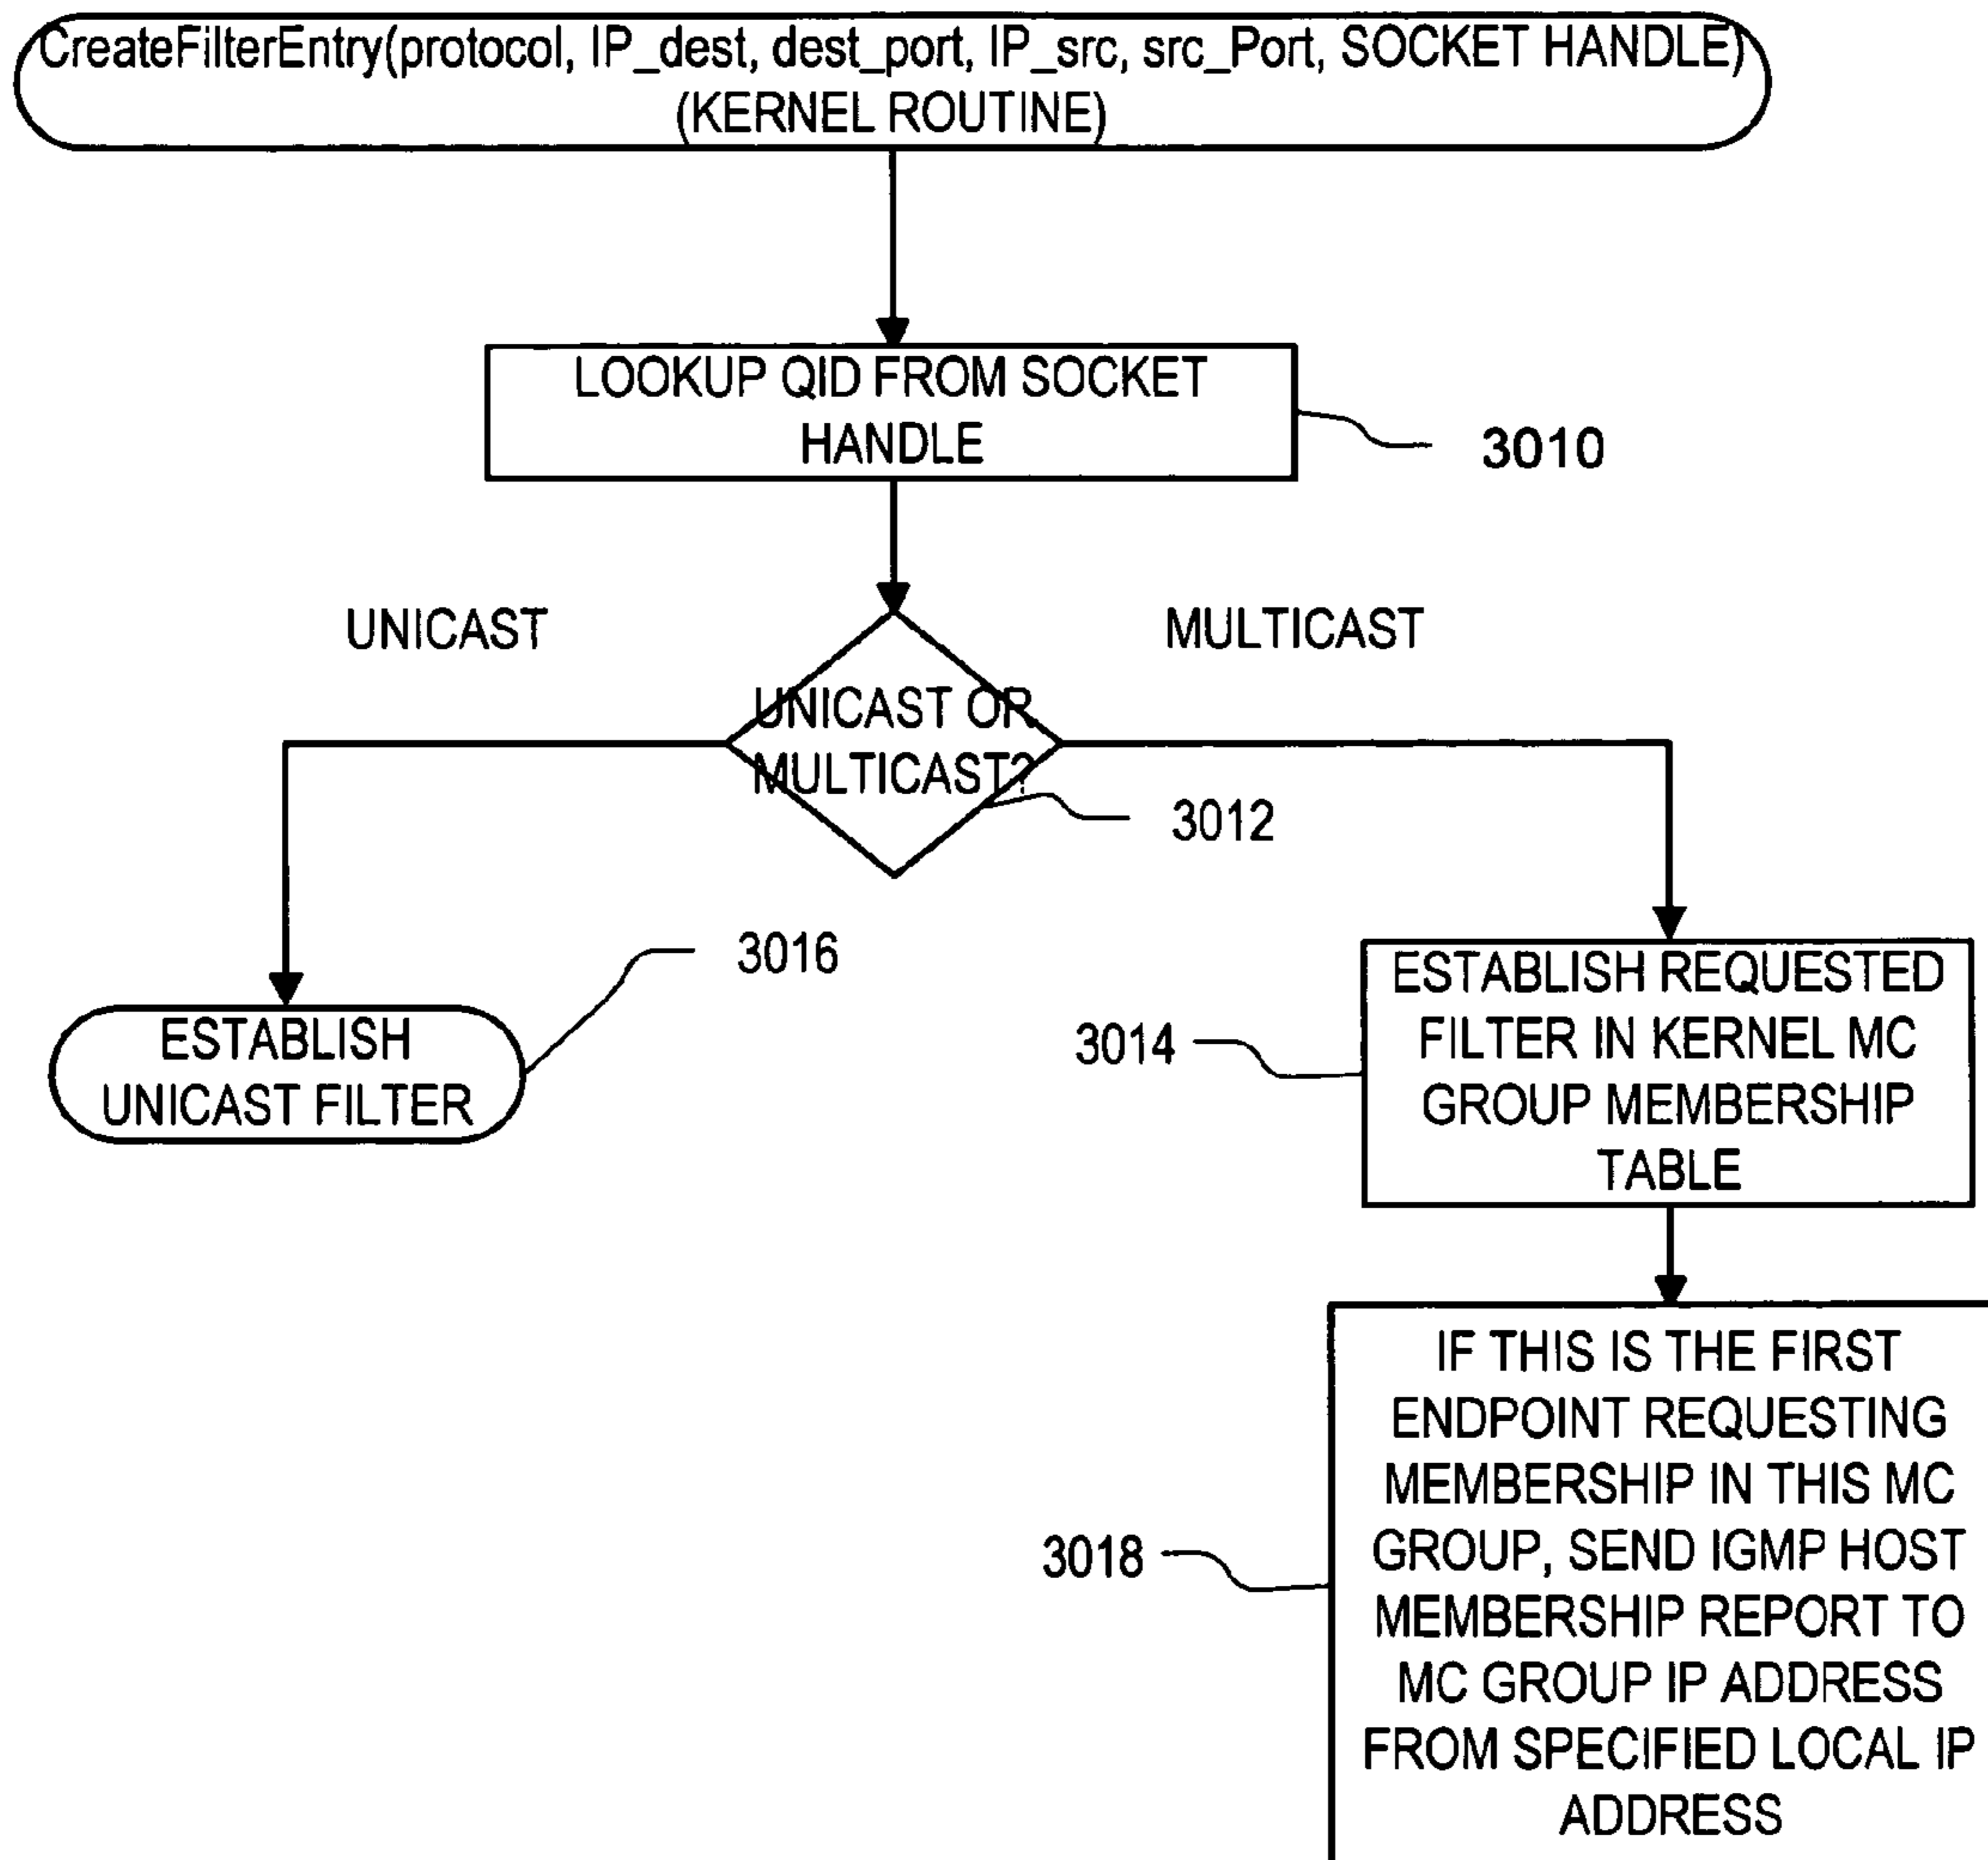 CreateFilterEntry(protocol, IP_dest, dest_port, IP_src, src_Port, SOCKET HANDLE)
(KERNEL ROUTINE)
LOOKUP QID FROM SOCKET
HANDLE
3010
UNICAST
MULTICAST
UNICAST OR
MULTICAST?
3012
3016
ESTABLISH
UNICAST FILTER
3014
ESTABLISH REQUESTED
FILTER IN KERNEL MC
GROUP MEMBERSHIP
TABLE
3018
IF THIS IS THE FIRST
ENDPOINT REQUESTING
MEMBERSHIP IN THIS MC
GROUP, SEND IGMP HOST
MEMBERSHIP REPORT TO
MC GROUP IP ADDRESS
FROM SPECIFIED LOCAL IP
ADDRESS